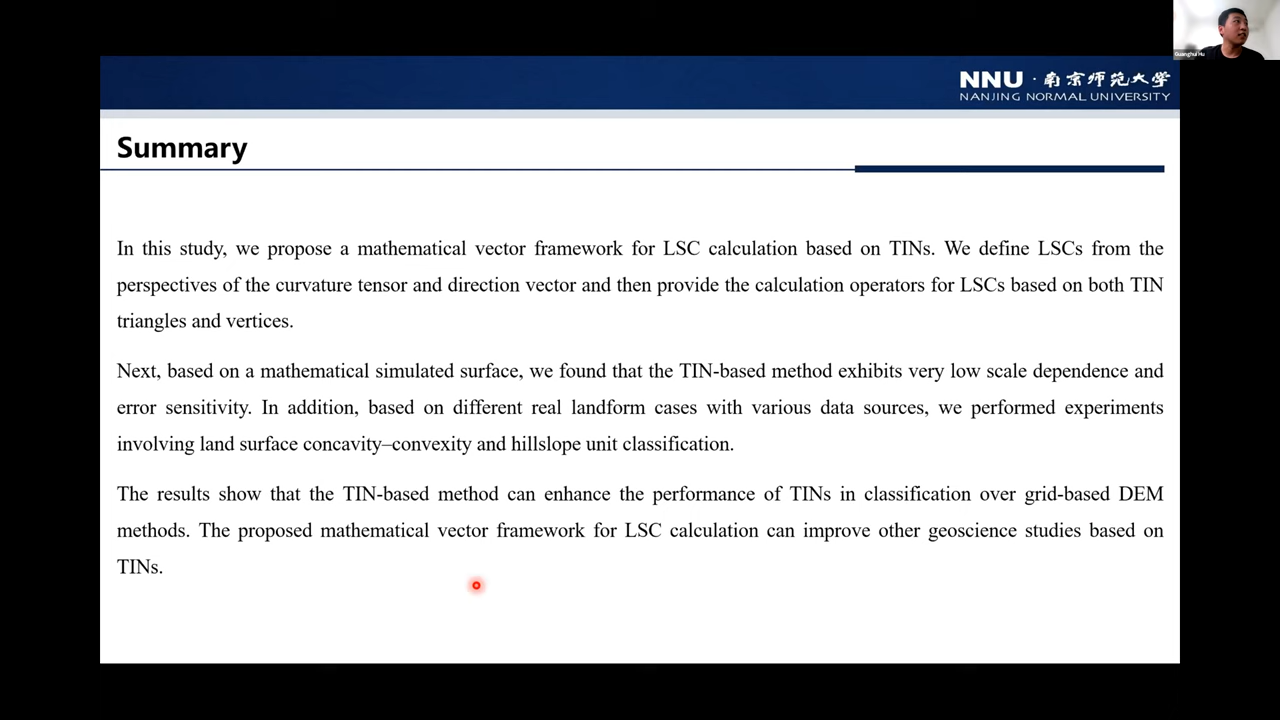 Guanghui Hu
NNU · 南京师范大学
NANJING NORMAL UNIVERSITY
Summary
In this study, we propose a mathematical vector framework for LSC calculation based on TINs. We define LSCs from the
perspectives of the curvature tensor and direction vector and then provide the calculation operators for LSCs based on both TIN
triangles and vertices.
Next, based on a mathematical simulated surface, we found that the TIN-based method exhibits very low scale dependence and
error sensitivity. In addition, based on different real landform cases with various data sources, we performed experiments
involving land surface concavity–convexity and hillslope unit classification.
The results show that the TIN-based method can enhance the performance of TINs in classification over grid-based DEM
methods. The proposed mathematical vector framework for LSC calculation can improve other geoscience studies based on
TINs.